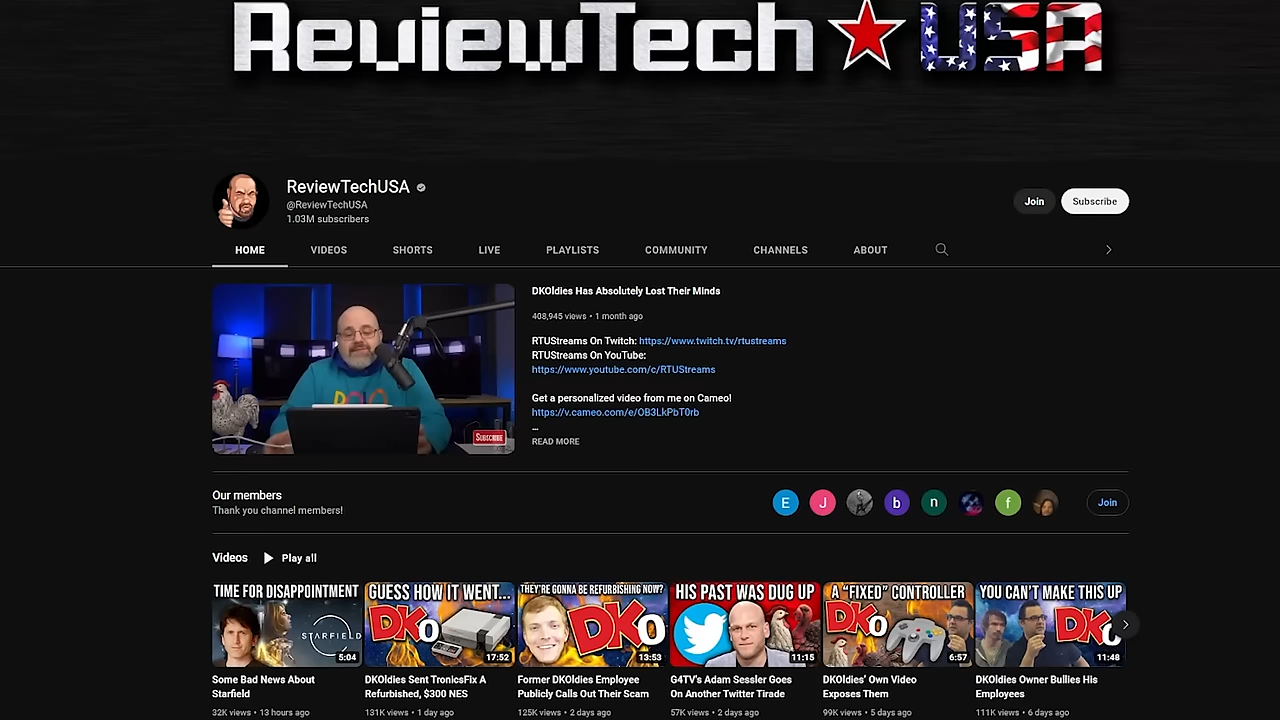 ReviewTech USA
ReviewTechUSA
@ReviewTechUSA
1.03M subscribers
Join
Subscribe
HOME
VIDEOS
SHORTS
LIVE
PLAYLISTS
COMMUNITY
CHANNELS
ABOUT
DKOldies Has Absolutely Lost Their Minds
408,945 views • 1 month ago
RTUStreams On Twitch: https://www.twitch.tv/rtustreams
RTUStreams On YouTube:
https://www.youtube.com/c/RTUStreams
Get a personalized video from me on Cameo!
https://v.cameo.com/e/OB3LkPbT0rb
...
READ MORE
SUBSCRIBE
Our members
Thank you channel members!
E
J
b
n
f
Join
Videos
Play all
TIME FOR DISAPPOINTMENT
STARFIELD
5:04
Some Bad News About
Starfield
32K views • 13 hours ago
GUESS HOW IT WENT...
DKO
17:52
DKOldies Sent TronicsFix A
Refurbished, $300 NES
131K views • 1 day ago
THEY'RE GONNA BE REFURBISHING NOW?
DKO
13:53
Former DKOldies Employee
Publicly Calls Out Their Scam
125K views • 2 days ago
HIS PAST WAS DUG UP
11:15
G4TV's Adam Sessler Goes
On Another Twitter Tirade
57K views • 2 days ago
A "FIXED" CONTROLLER
DKO
6:57
DKOldies' Own Video
Exposes Them
99K views • 5 days ago
YOU CAN'T MAKE THIS UP
DKO
11:48
DKOldies Owner Bullies His
Employees
111K views • 6 days ago